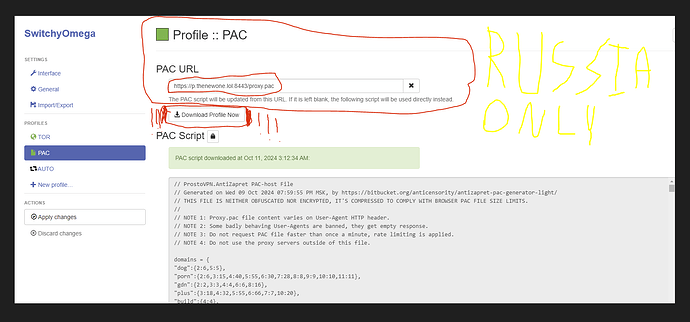 SwitchyOmega
SETTINGS
Interface
General
Import/Export
PROFILES
TOR
PAC
AUTO
New profile...
ACTIONS
Apply changes
Discard changes
Profile :: PAC
PAC URL
https://p.thenewone.lol:8443/proxy.pac
The PAC script will be updated from this URL. If it is left blank, the following script will be used directly instead
Download Profile Now
!!! !!!
PAC Script
PAC script downloaded at Oct 11, 2024 3:12:34 AM
// ProstoVPN.AntiZapret PAC-host File
// Generated on Wed 09 Oct 2024 07:59:55 PM MSK, by https://bitbucket.org/anticensority/antizapret-pac-generator-light/
// THIS FILE IS NEITHER OBFUSCATED NOR ENCRYPTED, IT'S COMPRESSED TO COMPLY WITH BROWSER PAC FILE SIZE LIMITS.
//
// NOTE 1: Proxy.pac file content varies on User-Agent HTTP header.
// NOTE 2: Some badly behaving User-Agents are banned, they get empty response.
// NOTE 3: Do not request PAC file faster than once a minute, rate limiting is applied.
// NOTE 4: Do not use the proxy servers outside of this file.
domains = {
"dog":{2:6,5:5},
"porn":{2:6,3:15,4:40,5:55,6:30,7:28,8:8,9:9,10:10,11:11},
"gdn":{2:2,3:3,4:4,6:6,8:16},
"plus":{3:18,4:32,5:55,6:66,7:7,10:20},
"build":{4:4},
RUSSIA
ONLY